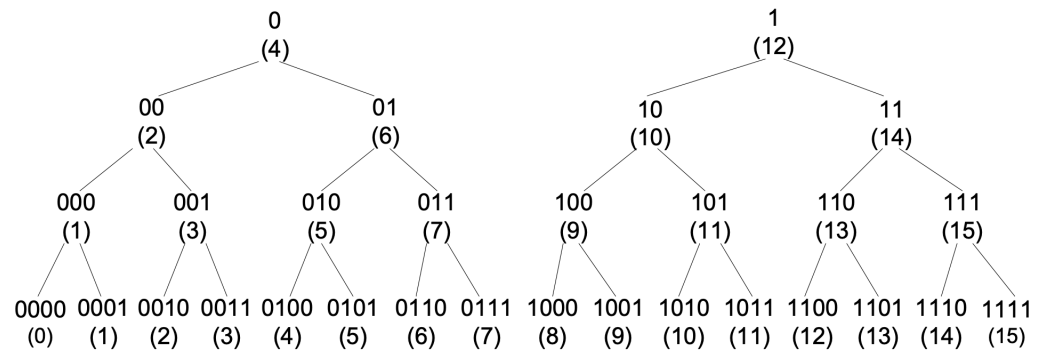 0 1
(4) (12)
00 01 10 11
(2) (6) (10) (14)
000 001 010 011 100 101 110 111
(1) (3) (5) (7) (9) (11) (13) (15)
0000 0001 0010 0011 0100 0101 0110 0111 1000 1001 1010 1011 1100 1101 1110 1111
(0) (1) (2) (3) (4) (5) (6) (7) (8) (9) (10) (11) (12) (13) (14) (15)